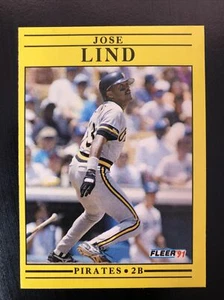 JOSE
LIND
FLEER 91
PIRATES • 2B